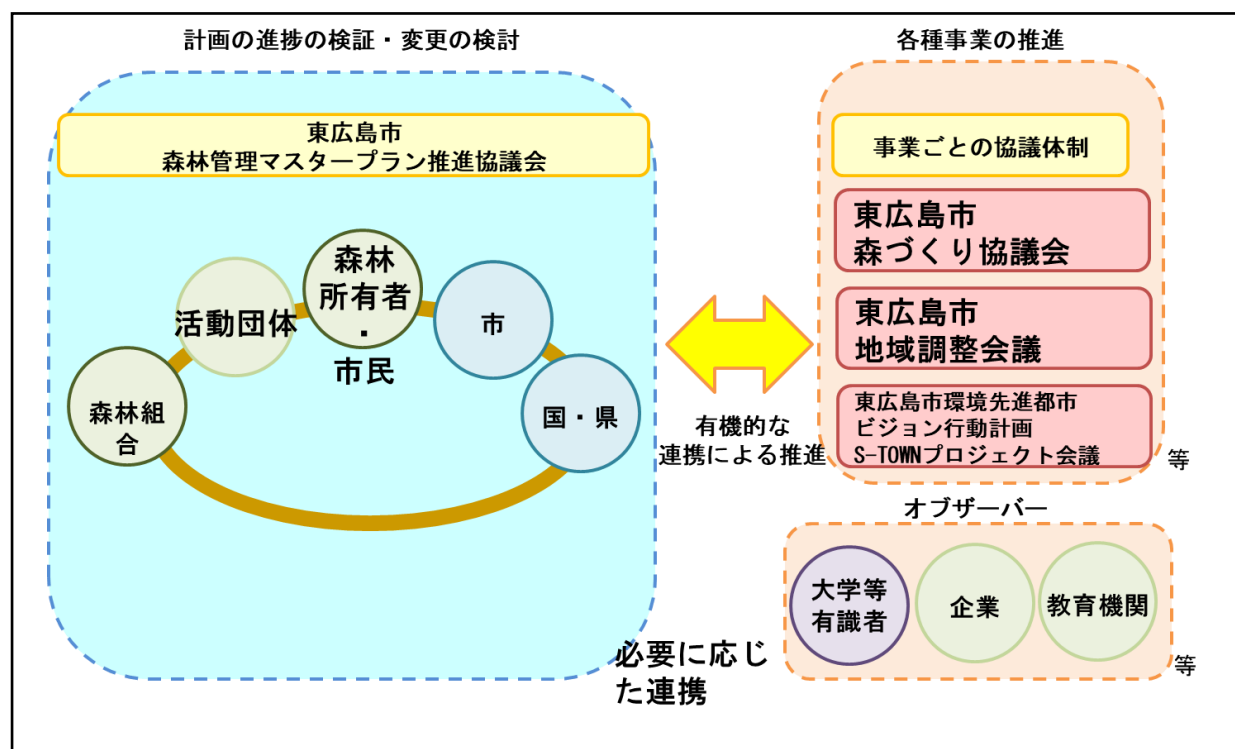 計画の進捗の検証・変更の検討
東広島市
森林管理マスタープラン推進協議会
森林
所有者
・
市民
活動団体
市
森林組
合
国・県
有機的な
連携による推進
各種事業の推進
事業ごとの協議体制
東広島市
森づくり協議会
東広島市
地域調整会議
東広島市環境先進都市
ビジョン行動計画
S-TOWNプロジェクト会議
等
オブザーバー
大学等
有識者
企業
教育機関
等
必要に応じ
た連携